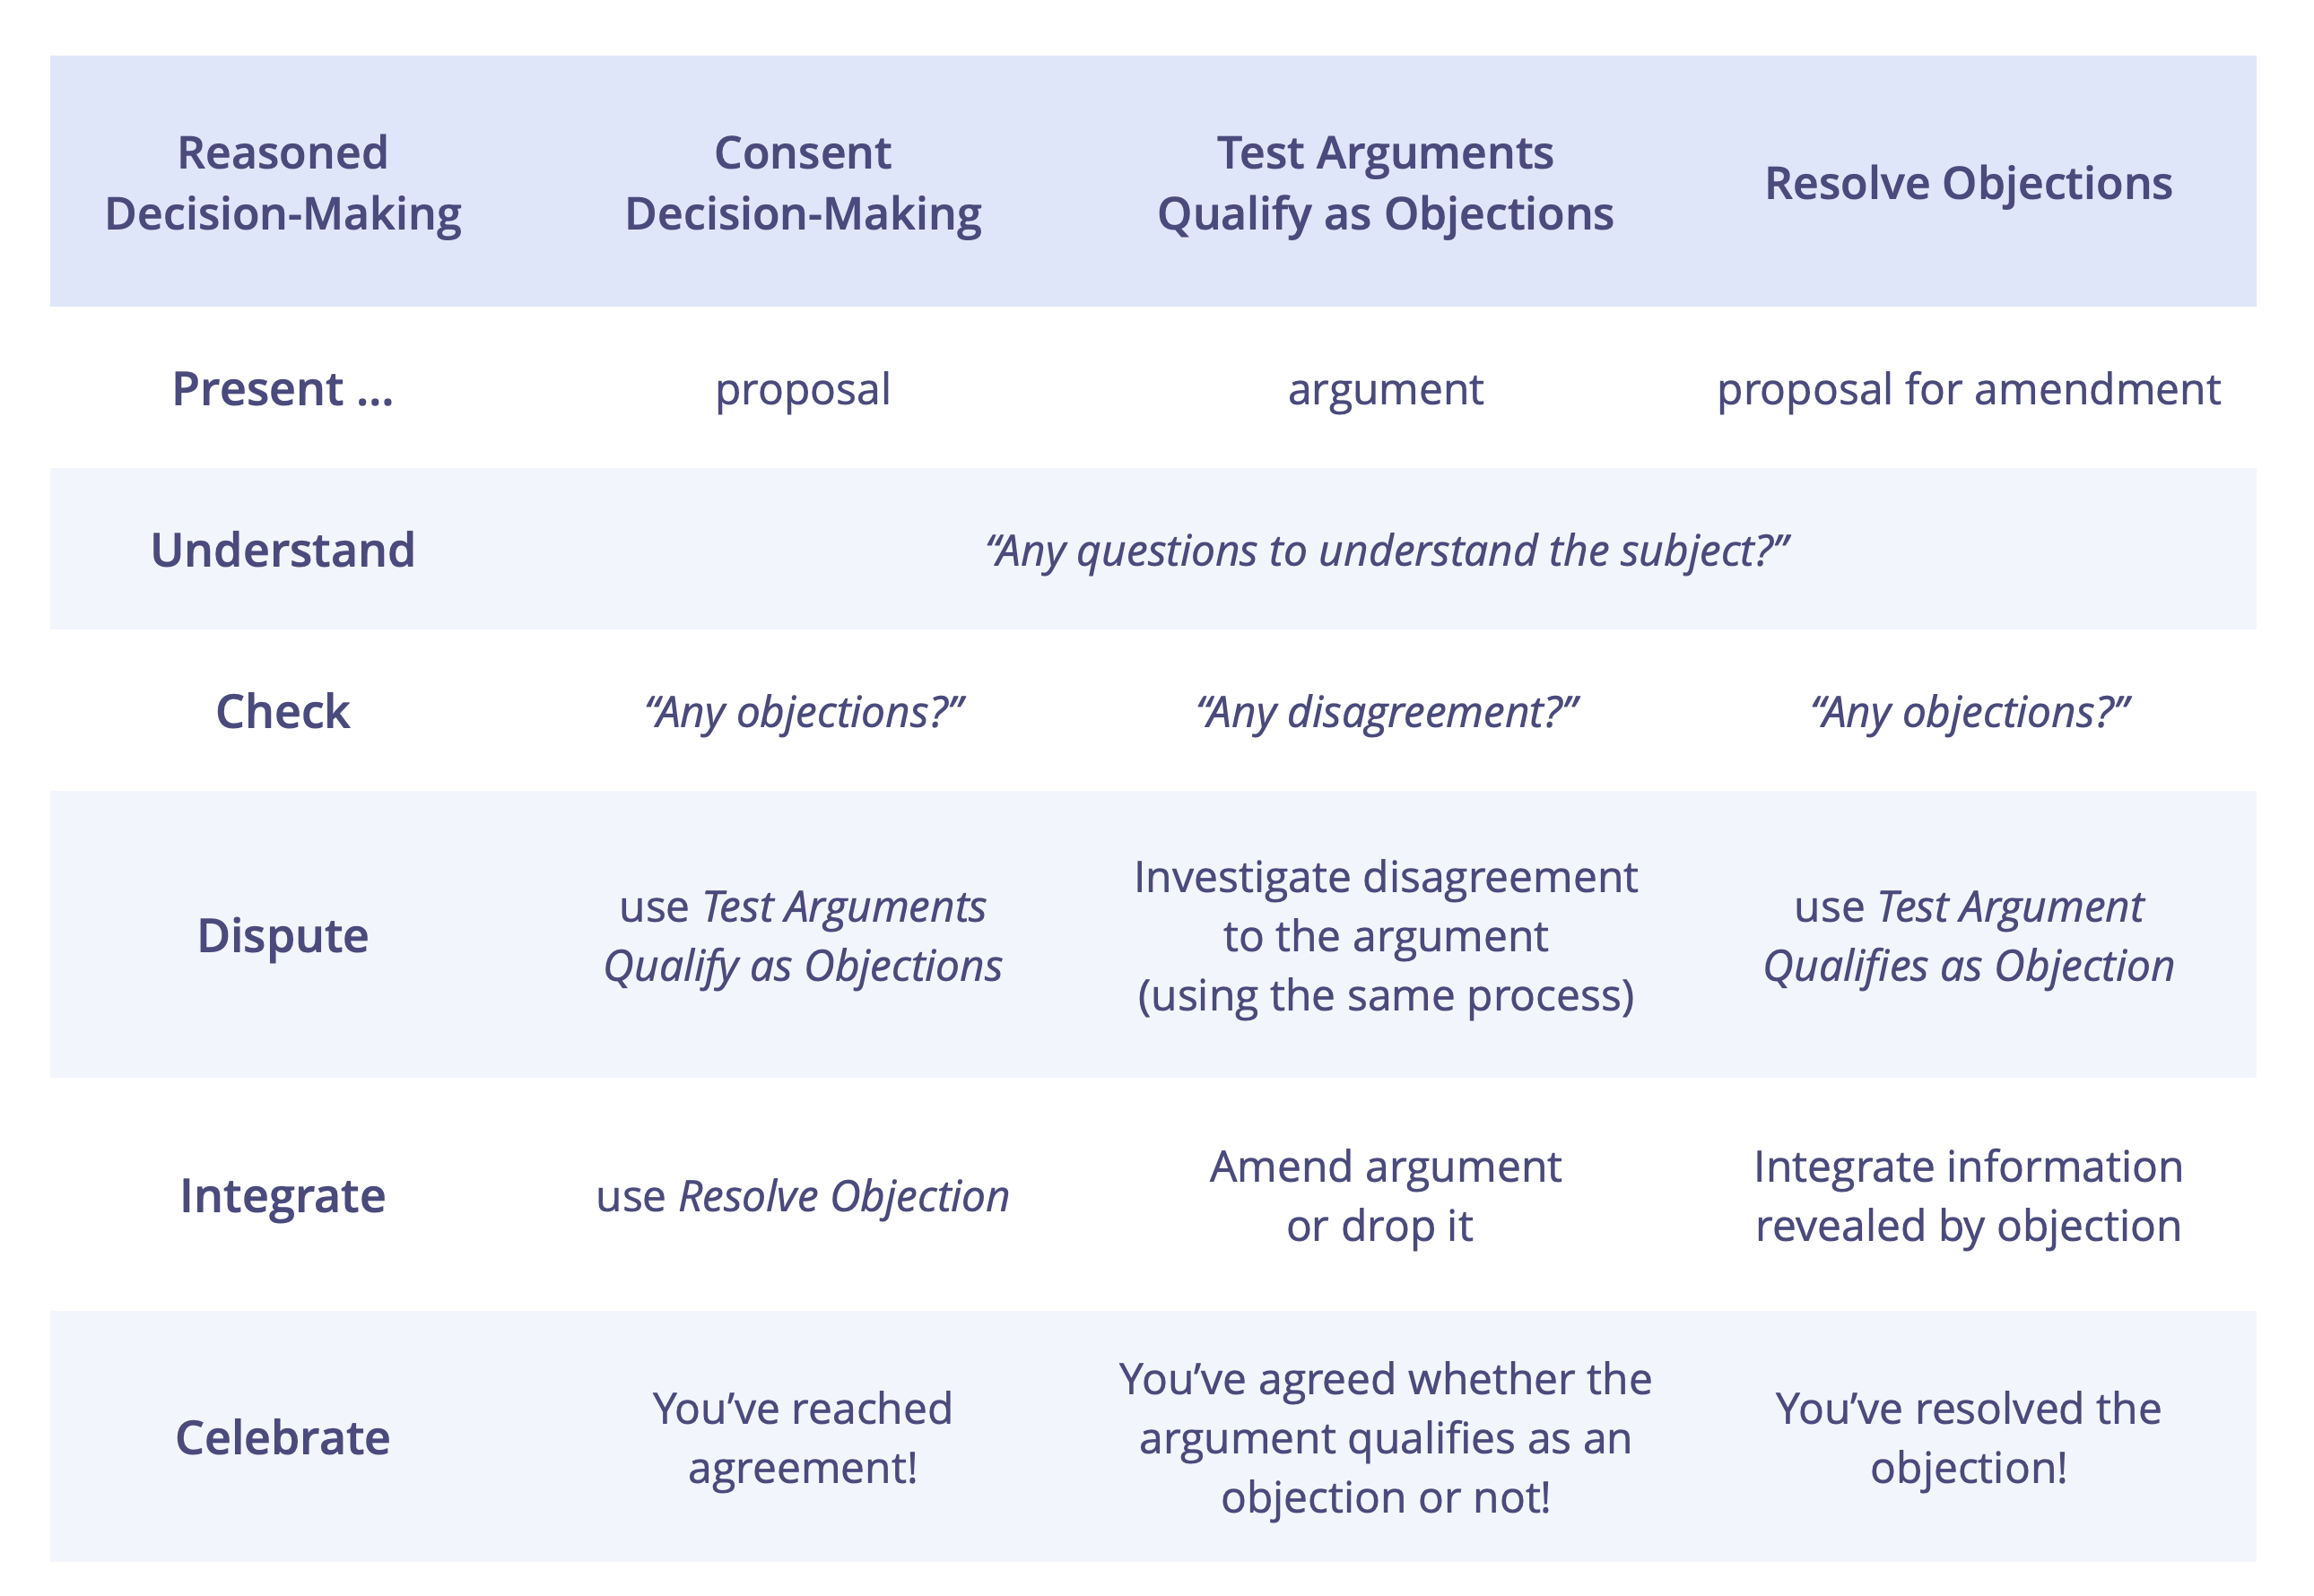 Reasoned
Decision-Making
Consent
Decision-Making
Test Arguments
Qualify as Objections
Resolve Objections
Present ...
proposal
argument
proposal for amendment
Understand
“Any questions to understand the subject?”
Check
“Any objections?”
“Any disagreement?”
“Any objections?”
Dispute
use Test Arguments
Qualify as Objections
Investigate disagreement
to the argument
(using the same process)
use Test Argument
Qualifies as Objection
Integrate
use Resolve Objection
Amend argument
or drop it
Integrate information
revealed by objection
Celebrate
You’ve reached
agreement!
You’ve agreed whether the
argument qualifies as an
objection or not!
You’ve resolved the
objection!